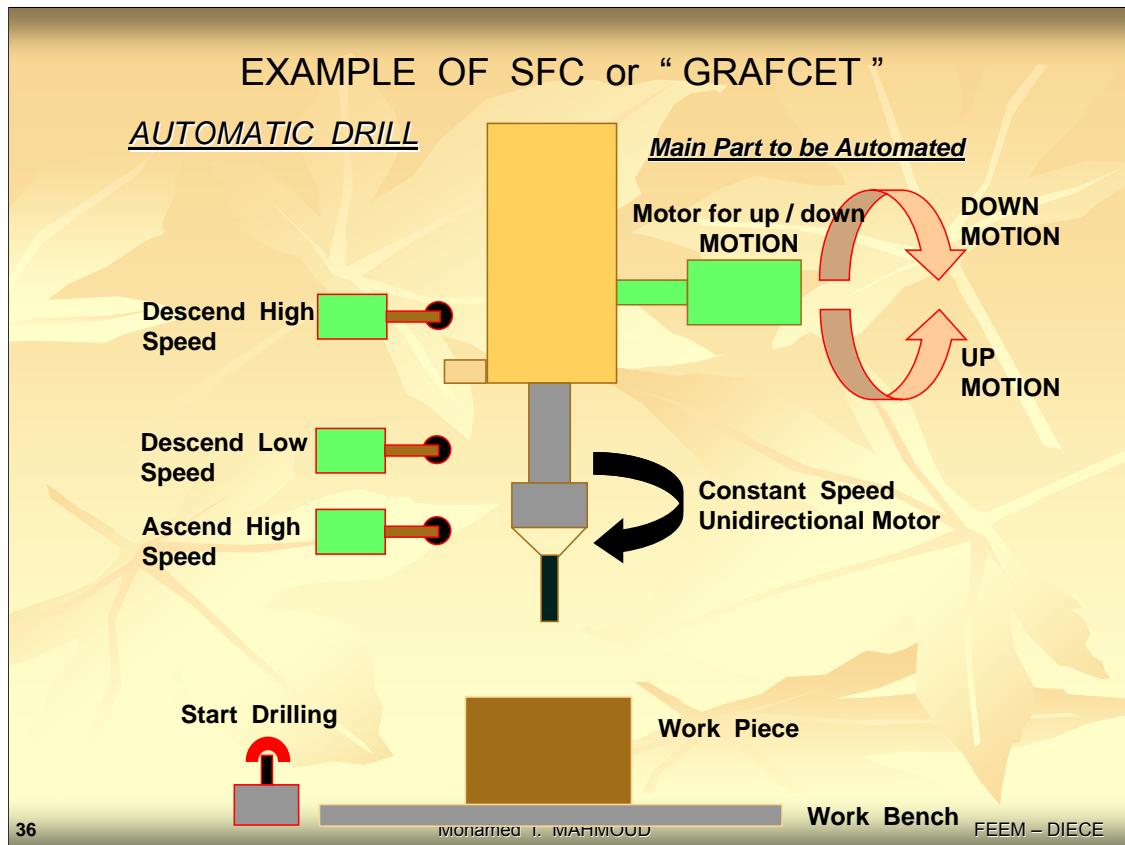 EXAMPLE OF SFC or “ GRAFCET ”
AUTOMATIC DRILL
Main Part to be Automated
Motor for up / down
MOTION
DOWN
MOTION
Descend High
Speed
UP
MOTION
Descend Low
Speed
Constant Speed
Unidirectional Motor
Ascend High
Speed
Start Drilling
Work Piece
Work Bench
36
Mohamed T. MAHMOUD
FEEM – DIECE